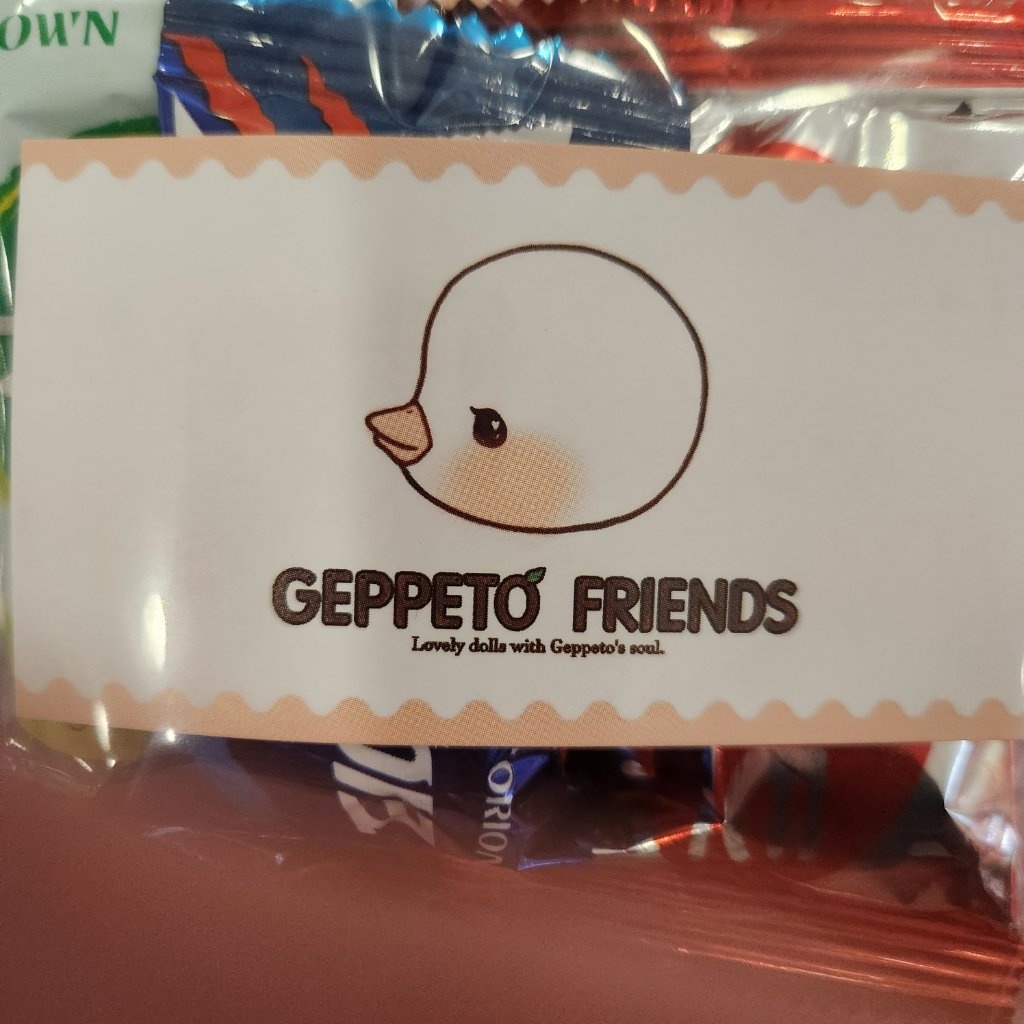 OWN
GEPPETO FRIENDS
Lovely dolls with Geppeto's soul.
ORION